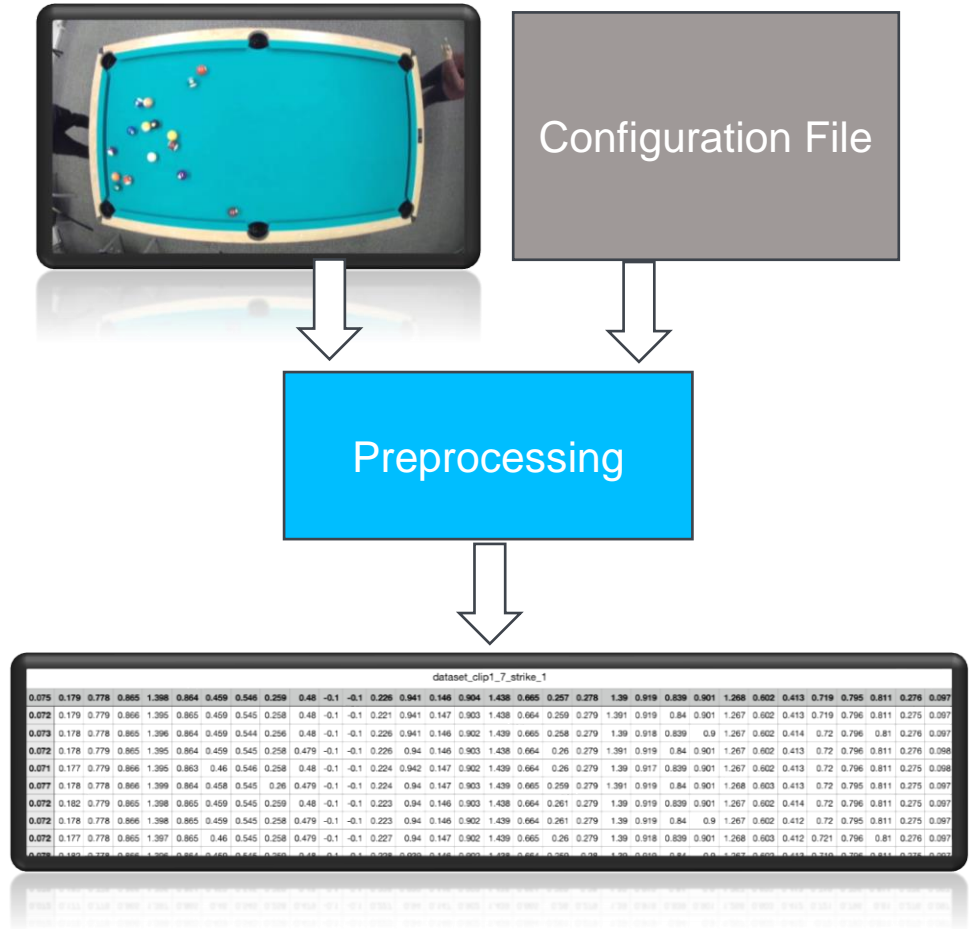 Configuration File
Preprocessing
dataset_clip1_7_strike_1
0.075 0.179 0.778 0.865 1.398 0.864 0.459 0.546 0.259 0.48 -0.1 -0.1 0.226 0.941 0.146 0.904 1.438 0.665 0.257 0.278 1.39 0.919 0.839 0.901 1.268 0.602 0.413 0.719 0.795 0.811 0.276 0.097
0.072 0.179 0.779 0.866 1.395 0.865 0.459 0.545 0.258 0.48 -0.1 -0.1 0.221 0.941 0.147 0.903 1.438 0.664 0.259 0.279 1.391 0.919 0.84 0.901 1.267 0.602 0.413 0.719 0.796 0.811 0.275 0.097
0.073 0.178 0.778 0.865 1.396 0.864 0.459 0.544 0.256 0.48 -0.1 -0.1 0.226 0.941 0.146 0.902 1.439 0.665 0.258 0.279 1.39 0.918 0.839 0.9 1.267 0.602 0.414 0.72 0.796 0.81 0.276 0.097
0.072 0.178 0.779 0.865 1.395 0.864 0.459 0.545 0.258 0.479 -0.1 -0.1 0.226 0.94 0.146 0.903 1.438 0.664 0.26 0.279 1.391 0.919 0.84 0.901 1.267 0.602 0.413 0.72 0.796 0.811 0.276 0.098
0.071 0.177 0.779 0.866 1.395 0.863 0.46 0.546 0.258 0.48 -0.1 -0.1 0.224 0.942 0.147 0.902 1.439 0.664 0.26 0.279 1.39 0.917 0.839 0.901 1.267 0.602 0.413 0.72 0.796 0.811 0.275 0.098
0.077 0.178 0.778 0.866 1.399 0.864 0.458 0.545 0.26 0.479 -0.1 -0.1 0.224 0.94 0.147 0.903 1.439 0.665 0.259 0.279 1.391 0.919 0.84 0.901 1.268 0.603 0.413 0.72 0.795 0.811 0.275 0.097
0.072 0.182 0.779 0.865 1.398 0.865 0.459 0.545 0.259 0.48 -0.1 -0.1 0.223 0.94 0.146 0.903 1.438 0.664 0.261 0.279 1.39 0.919 0.839 0.901 1.267 0.602 0.414 0.72 0.796 0.811 0.275 0.097
0.072 0.178 0.778 0.866 1.398 0.865 0.459 0.545 0.258 0.479 -0.1 -0.1 0.223 0.94 0.146 0.902 1.439 0.664 0.261 0.279 1.39 0.919 0.84 0.9 1.267 0.602 0.412 0.72 0.795 0.811 0.276 0.097
0.072 0.177 0.778 0.865 1.397 0.865 0.46 0.545 0.258 0.479 -0.1 -0.1 0.227 0.94 0.147 0.902 1.439 0.665 0.26 0.279 1.39 0.918 0.839 0.901 1.268 0.603 0.412 0.721 0.796 0.81 0.276 0.097